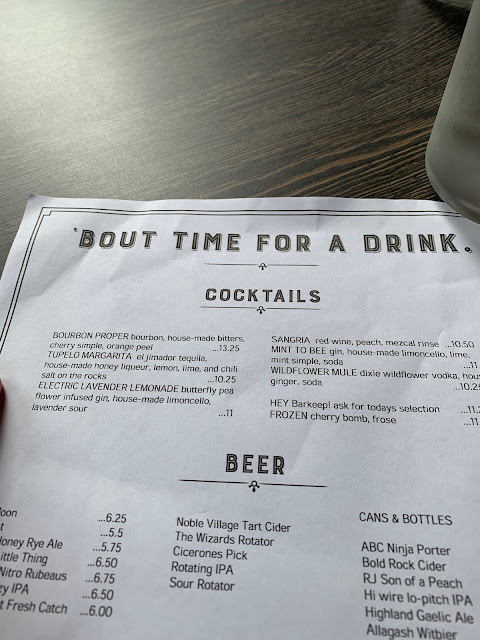 'BOUT TIME FOR A DRINK.
COCKTAILS
BOURBON PROPER bourbon, house-made bitters,
cherry simple, orange peel ...13.25
TUPELO MARGARITA el jimador tequila,
house-made honey liqueur, lemon, lime, and chili
salt on the rocks ...10.25
ELECTRIC LAVENDER LEMONADE butterfly pea
flower infused gin, house-made limoncello,
lavender sour ...11
SANGRIA red wine, peach, mezcal rinse ...10.50
MINT TO BEE gin, house-made limoncello, lime,
mint simple, soda ...11
WILDFLOWER MULE dixie wildflower vodka,
ginger, soda
HEY Barkeep! ask for todays selection
FROZEN cherry bomb, frose ...11
BEER
...6.25
...5.5
Rye Ale ...5.75
Thing ...6.50
Nitro Rubeaus ...6.75
IPA ...6.50
Fresh Catch ...6.00
Noble Village Tart Cider
The Wizards Rotator
Cicerones Pick
Rotating IPA
Sour Rotator
CANS & BOTTLES
ABC Ninja Porter
Bold Rock Cider
RJ Son of a Peach
Hi wire lo-pitch IPA
Highland Gaelic Ale
Allagash Witbier